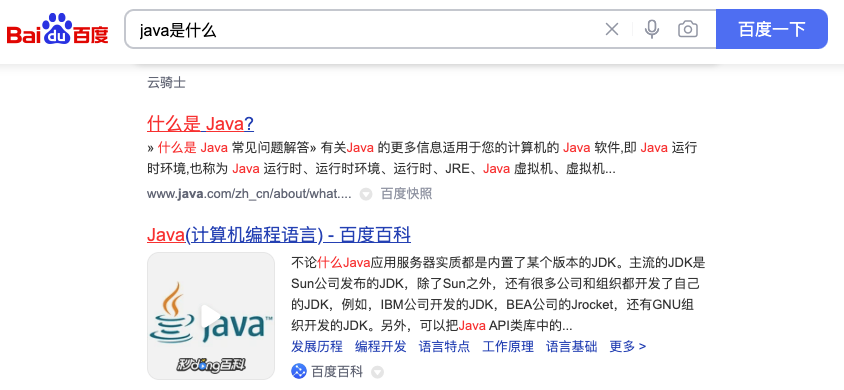 Bai du 百度
java是什么
百度一下
云骑士
什么是 Java?
» 什么是 Java 常见问题解答» 有关Java 的更多信息适用于您的计算机的 Java 软件,即 Java 运行
时环境,也称为 Java 运行时、运行时环境、运行时、JRE、Java 虚拟机、虚拟机...
www.java.com/zh_cn/about/what....
百度快照
Java(计算机编程语言) - 百度百科
不论什么Java应用服务器实质都是内置了某个版本的JDK。主流的JDK是
Sun公司发布的JDK，除了Sun之外，还有很多公司和组织都开发了自己
的JDK，例如，IBM公司开发的JDK，BEA公司的Jrocket，还有GNU组
织开发的JDK。另外，可以把Java API类库中的...
发展历程 编程开发 语言特点 工作原理 语言基础 更多 >
百度百科
Java™
秒dǒng百科